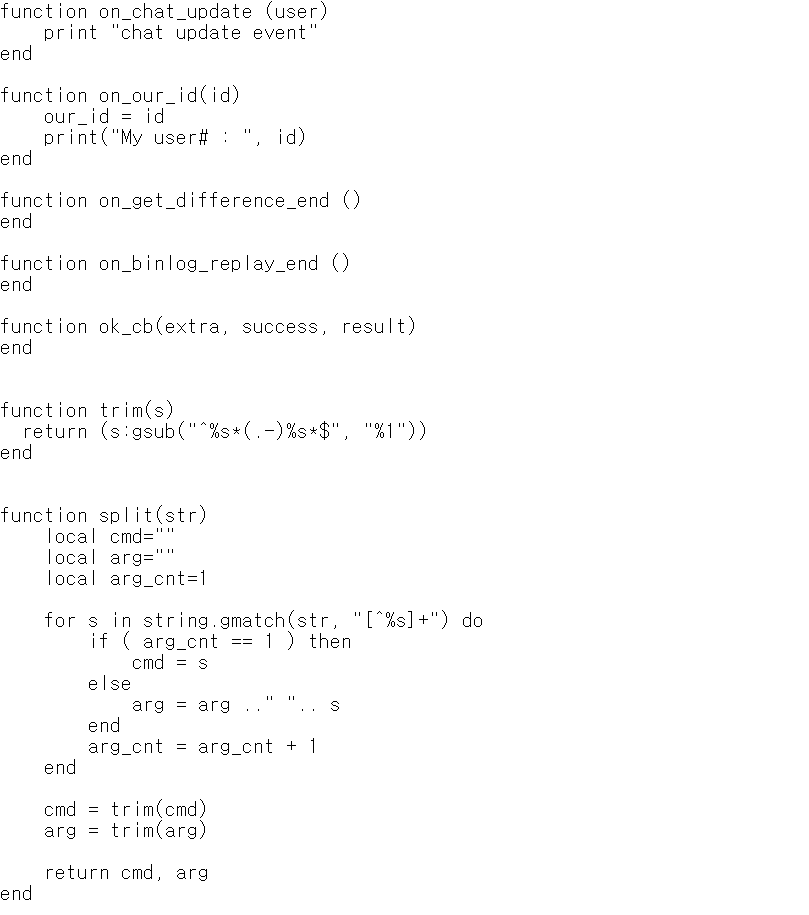 function on_chat_update (user)
    print "chat update event"
end

function on_our_id(id)
    our_id = id
    print("My user# : ", id)
end

function on_get_difference_end ()
end

function on_binlog_replay_end ()
end

function ok_cb(extra, success, result)
end


function trim(s)
  return (s:gsub("^%s*(.-)%s*$", "%1"))
end


function split(str)
    local cmd=""
    local arg=""
    local arg_cnt=1

    for s in string.gmatch(str, "[^%s]+") do
        if ( arg_cnt == 1 ) then
            cmd = s
        else
            arg = arg .." ".. s
        end
        arg_cnt = arg_cnt + 1
    end

    cmd = trim(cmd)
    arg = trim(arg)

    return cmd, arg
end